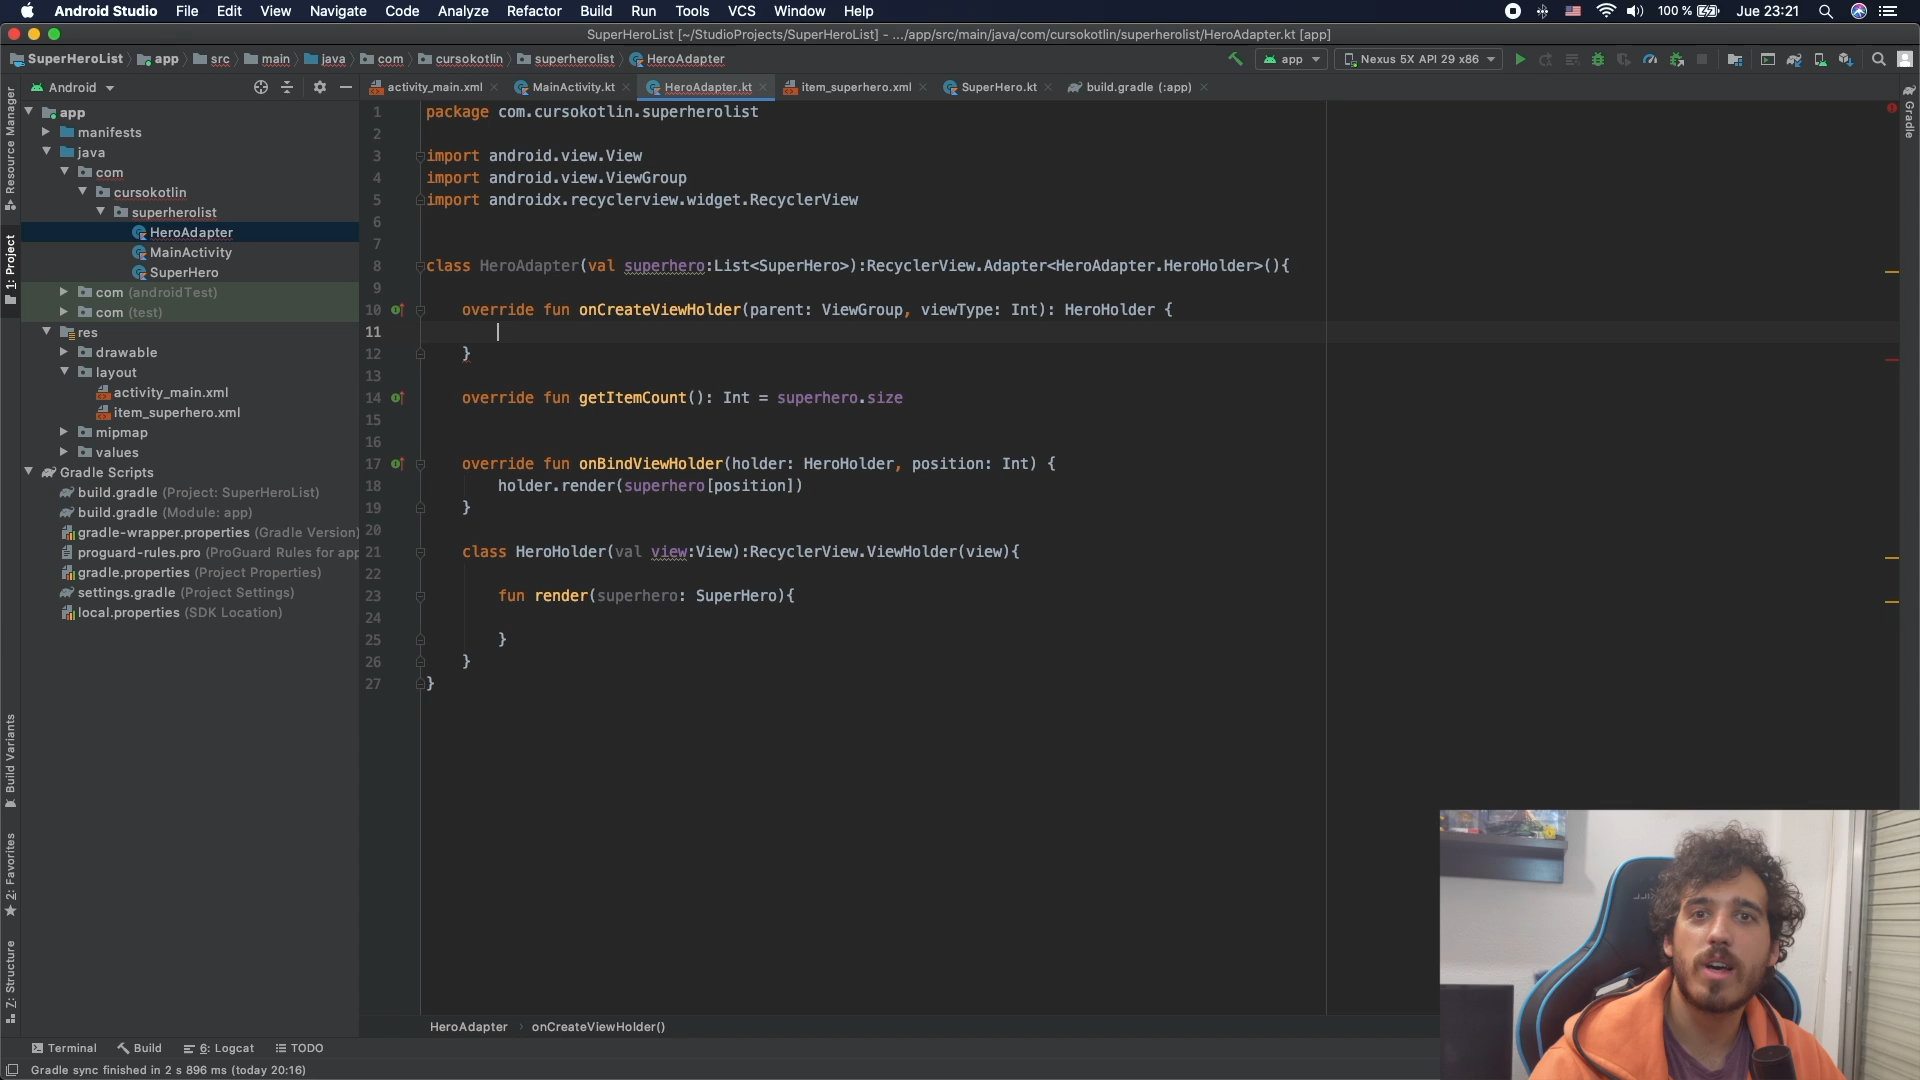 Android Studio File Edit View Navigate Code Analyze Refactor Build Run Tools VCS Window Help 100 % Jue 23:21
SuperHeroList [~/StudioProjects/SuperHeroList] - .../app/src/main/java/com/cursokotlin/superherolist/HeroAdapter.kt [app]
SuperHeroList app src main java com cursokotlin superherolist HeroAdapter app Nexus 5X API 29 x86
Android
activity_main.xml MainActivity.kt HeroAdapter.kt item_superhero.xml SuperHero.kt build.gradle (:app)
Resource Manager
1: Project
Build Variants
2: Favorites
7: Structure
Gradle
app
manifests
java
com
cursokotlin
superherolist
HeroAdapter
MainActivity
SuperHero
com (androidTest)
com (test)
res
drawable
layout
activity_main.xml
item_superhero.xml
mipmap
values
Gradle Scripts
build.gradle (Project: SuperHeroList)
build.gradle (Module: app)
gradle-wrapper.properties (Gradle Version)
proguard-rules.pro (ProGuard Rules for app
gradle.properties (Project Properties)
settings.gradle (Project Settings)
local.properties (SDK Location)
1 package com.cursokotlin.superherolist
2
3 import android.view.View
4 import android.view.ViewGroup
5 import androidx.recyclerview.widget.RecyclerView
6
7
8 class HeroAdapter(val superhero:List<SuperHero>):RecyclerView.Adapter<HeroAdapter.HeroHolder>(){
9
10 override fun onCreateViewHolder(parent: ViewGroup, viewType: Int): HeroHolder {
11
12 }
13
14 override fun getItemCount(): Int = superhero.size
15
16
17 override fun onBindViewHolder(holder: HeroHolder, position: Int) {
18 holder.render(superhero[position])
19 }
20
21 class HeroHolder(val view:View):RecyclerView.ViewHolder(view){
22
23 fun render(superhero: SuperHero){
24
25 }
26 }
27 }
HeroAdapter › onCreateViewHolder()
Terminal Build 6: Logcat TODO
Gradle sync finished in 2 s 896 ms (today 20:16)